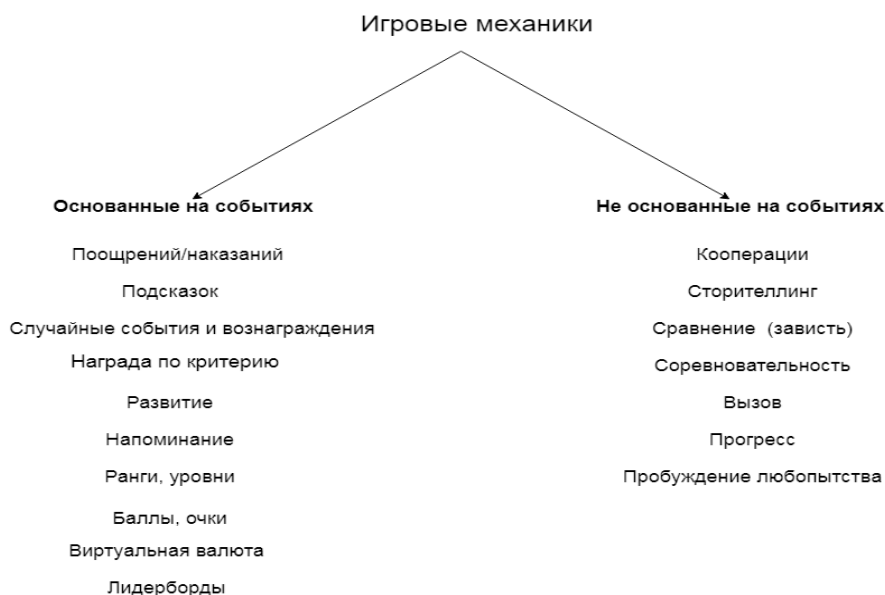 Игровые механики
Основанные на событиях
Поощрений/наказаний
Подсказок
Случайные события и вознаграждения
Награда по критерию
Развитие
Напоминание
Ранги, уровни
Баллы, очки
Виртуальная валюта
Лидерборды
Не основанные на событиях
Кооперации
Сторителлинг
Сравнение (зависть)
Соревновательность
Вызов
Прогресс
Пробуждение любопытства